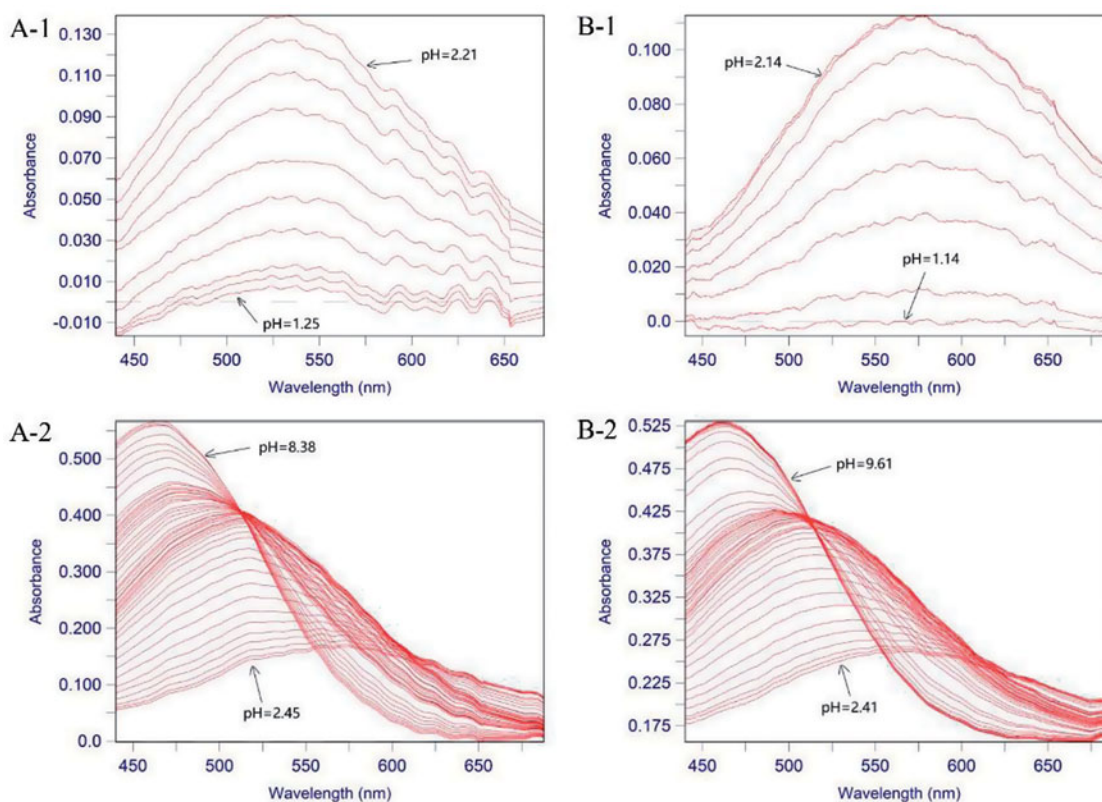 A-1
0.130
0.110
0.090
0.070
0.050
0.030
0.010
-0.010
Absorbance
pH=2.21
pH=1.25
450 500 550 600 650
Wavelength (nm)
B-1
0.100
0.080
0.060
0.040
0.020
0.0
Absorbance
pH=2.14
pH=1.14
450 500 550 600 650
Wavelength (nm)
A-2
0.500
0.400
0.300
0.200
0.100
0.0
Absorbance
pH=8.38
pH=2.45
450 500 550 600 650
Wavelength (nm)
B-2
0.525
0.475
0.425
0.375
0.325
0.275
0.225
0.175
Absorbance
pH=9.61
pH=2.41
450 500 550 600 650
Wavelength (nm)